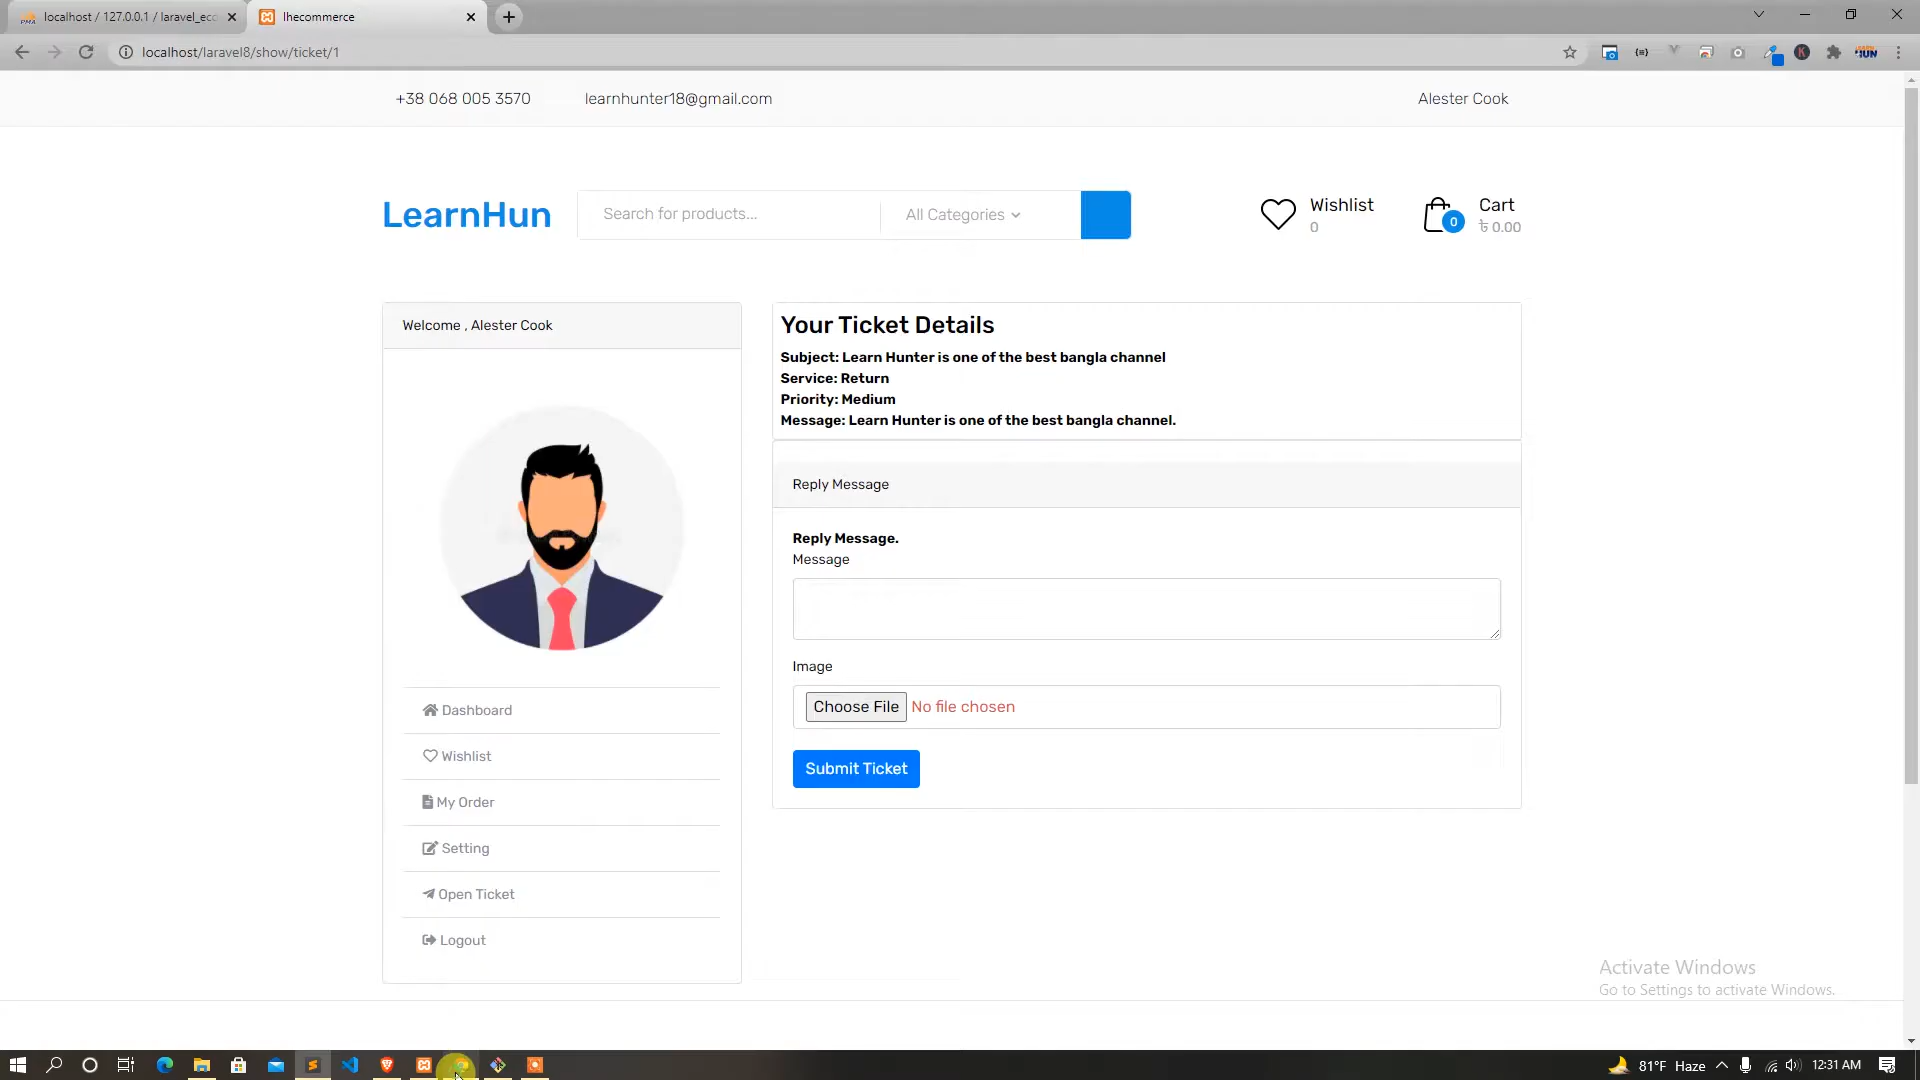 localhost / 127.0.0.1 / laravel_ecc
lhecommerce
localhost/laravel8/show/ticket/1
+38 068 005 3570
learnhunter18@gmail.com
Alester Cook
LearnHun
Search for products...
All Categories
Wishlist
0
0
Cart
৳ 0.00
Welcome , Alester Cook
Dashboard
Wishlist
My Order
Setting
Open Ticket
Logout
Your Ticket Details
Subject: Learn Hunter is one of the best bangla channel
Service: Return
Priority: Medium
Message: Learn Hunter is one of the best bangla channel.
Reply Message
Reply Message.
Message
Image
Choose File No file chosen
Submit Ticket
Activate Windows
Go to Settings to activate Windows.
81°F Haze
12:31 AM